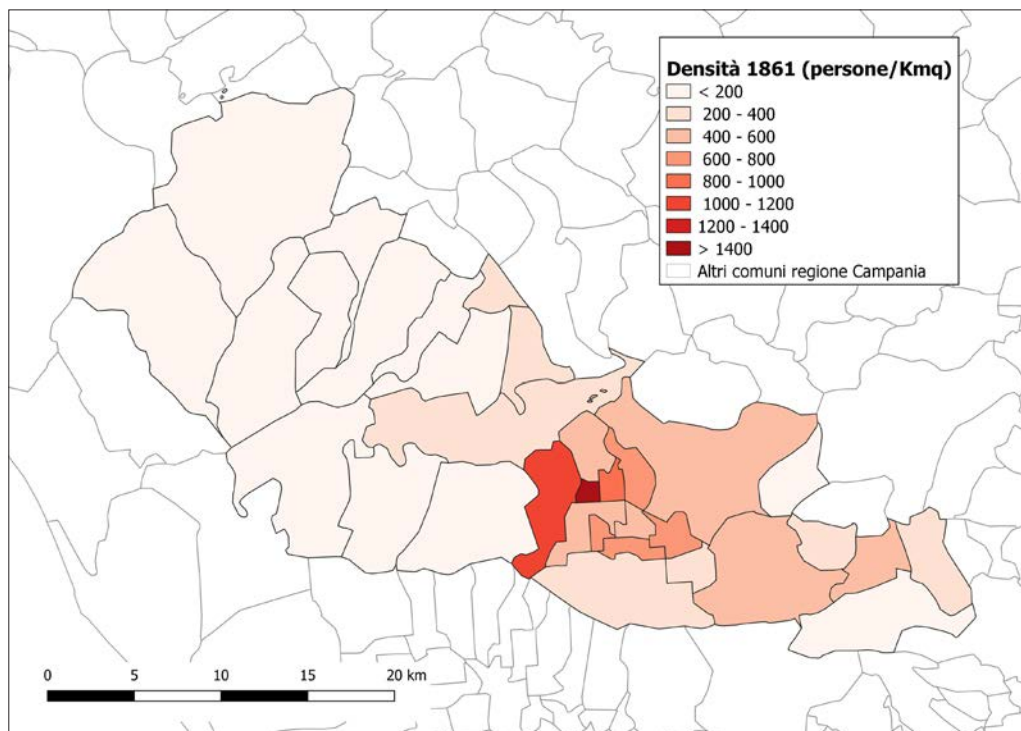 Densità 1861 (persone/Kmq)
< 200
200 - 400
400 - 600
600 - 800
800 - 1000
1000 - 1200
1200 - 1400
> 1400
Altri comuni regione Campania
0 5 10 15 20 km